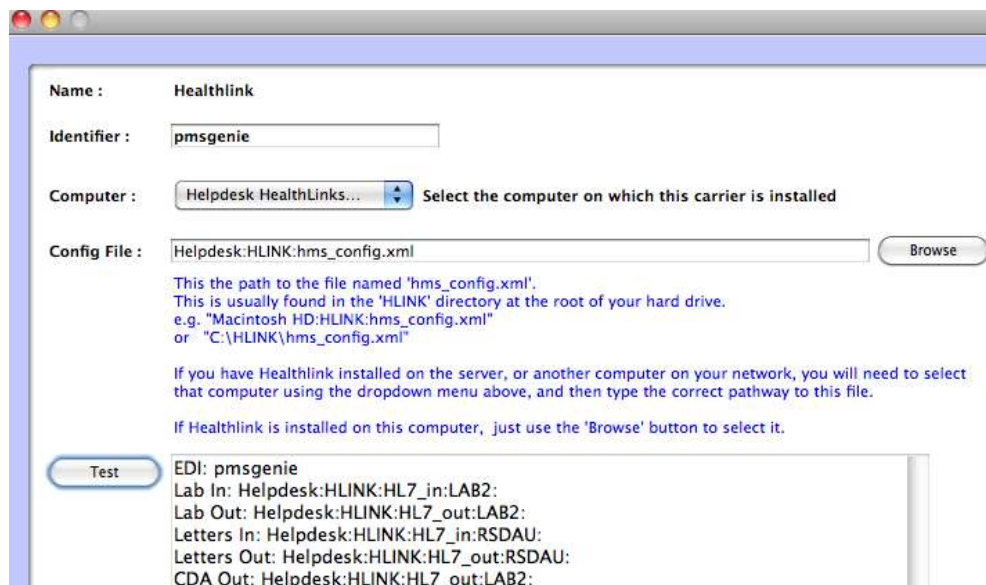 Name : Healthlink
Identifier : pmsgenie
Computer : Helpdesk HealthLinks... Select the computer on which this carrier is installed
Config File : Helpdesk:HLINK:hms_config.xml Browse
This the path to the file named 'hms_config.xml'.
This is usually found in the 'HLINK' directory at the root of your hard drive.
e.g. "Macintosh HD:HLINK:hms_config.xml"
or "C:\HLINK\hms_config.xml"
If you have Healthlink installed on the server, or another computer on your network, you will need to select
that computer using the dropdown menu above, and then type the correct pathway to this file.
If Healthlink is installed on this computer, just use the 'Browse' button to select it.
Test EDI: pmsgenie
Lab In: Helpdesk:HLINK:HL7_in:LAB2:
Lab Out: Helpdesk:HLINK:HL7_out:LAB2:
Letters In: Helpdesk:HLINK:HL7_in:RSDAU:
Letters Out: Helpdesk:HLINK:HL7_out:RSDAU:
CDA Out: Helpdesk:HLINK:HL7_out:LAB2: